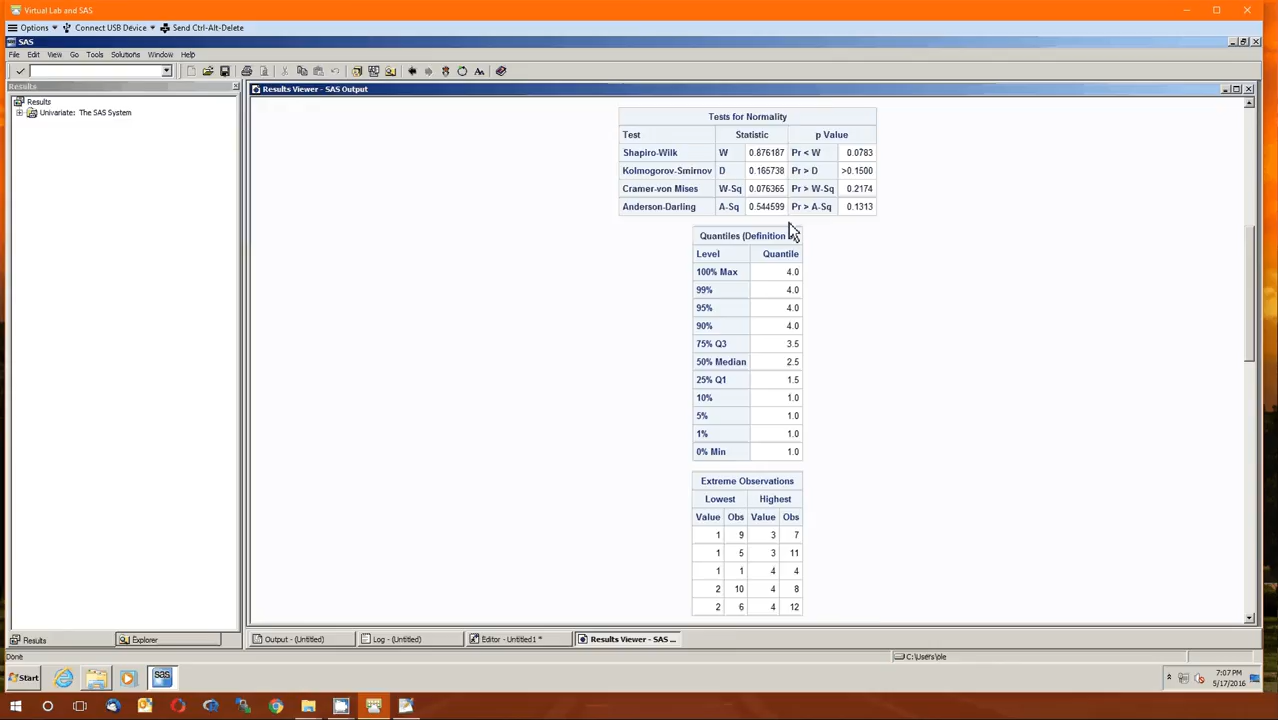 Virtual Lab and SAS
Options Connect USB Device Send Ctrl-Alt-Delete
SAS
File Edit View Go Tools Solutions Window Help
Results
Results Viewer - SAS Output
Results
Univariate: The SAS System
Tests for Normality
Test Statistic p Value
Shapiro-Wilk W 0.876187 Pr < W 0.0783
Kolmogorov-Smirnov D 0.165738 Pr > D >0.1500
Cramer-von Mises W-Sq 0.076365 Pr > W-Sq 0.2174
Anderson-Darling A-Sq 0.544599 Pr > A-Sq 0.1313
Quantiles (Definition
Level Quantile
100% Max 4.0
99% 4.0
95% 4.0
90% 4.0
75% Q3 3.5
50% Median 2.5
25% Q1 1.5
10% 1.0
5% 1.0
1% 1.0
0% Min 1.0
Extreme Observations
Lowest Highest
Value Obs Value Obs
1 9 3 7
1 5 3 11
1 1 4 4
2 10 4 8
2 6 4 12
Results Explorer Output - (Untitled) Log - (Untitled) Editor - Untitled1 * Results Viewer - SAS ...
Done C:\Users\ple
Start 7:07 PM
5/17/2016